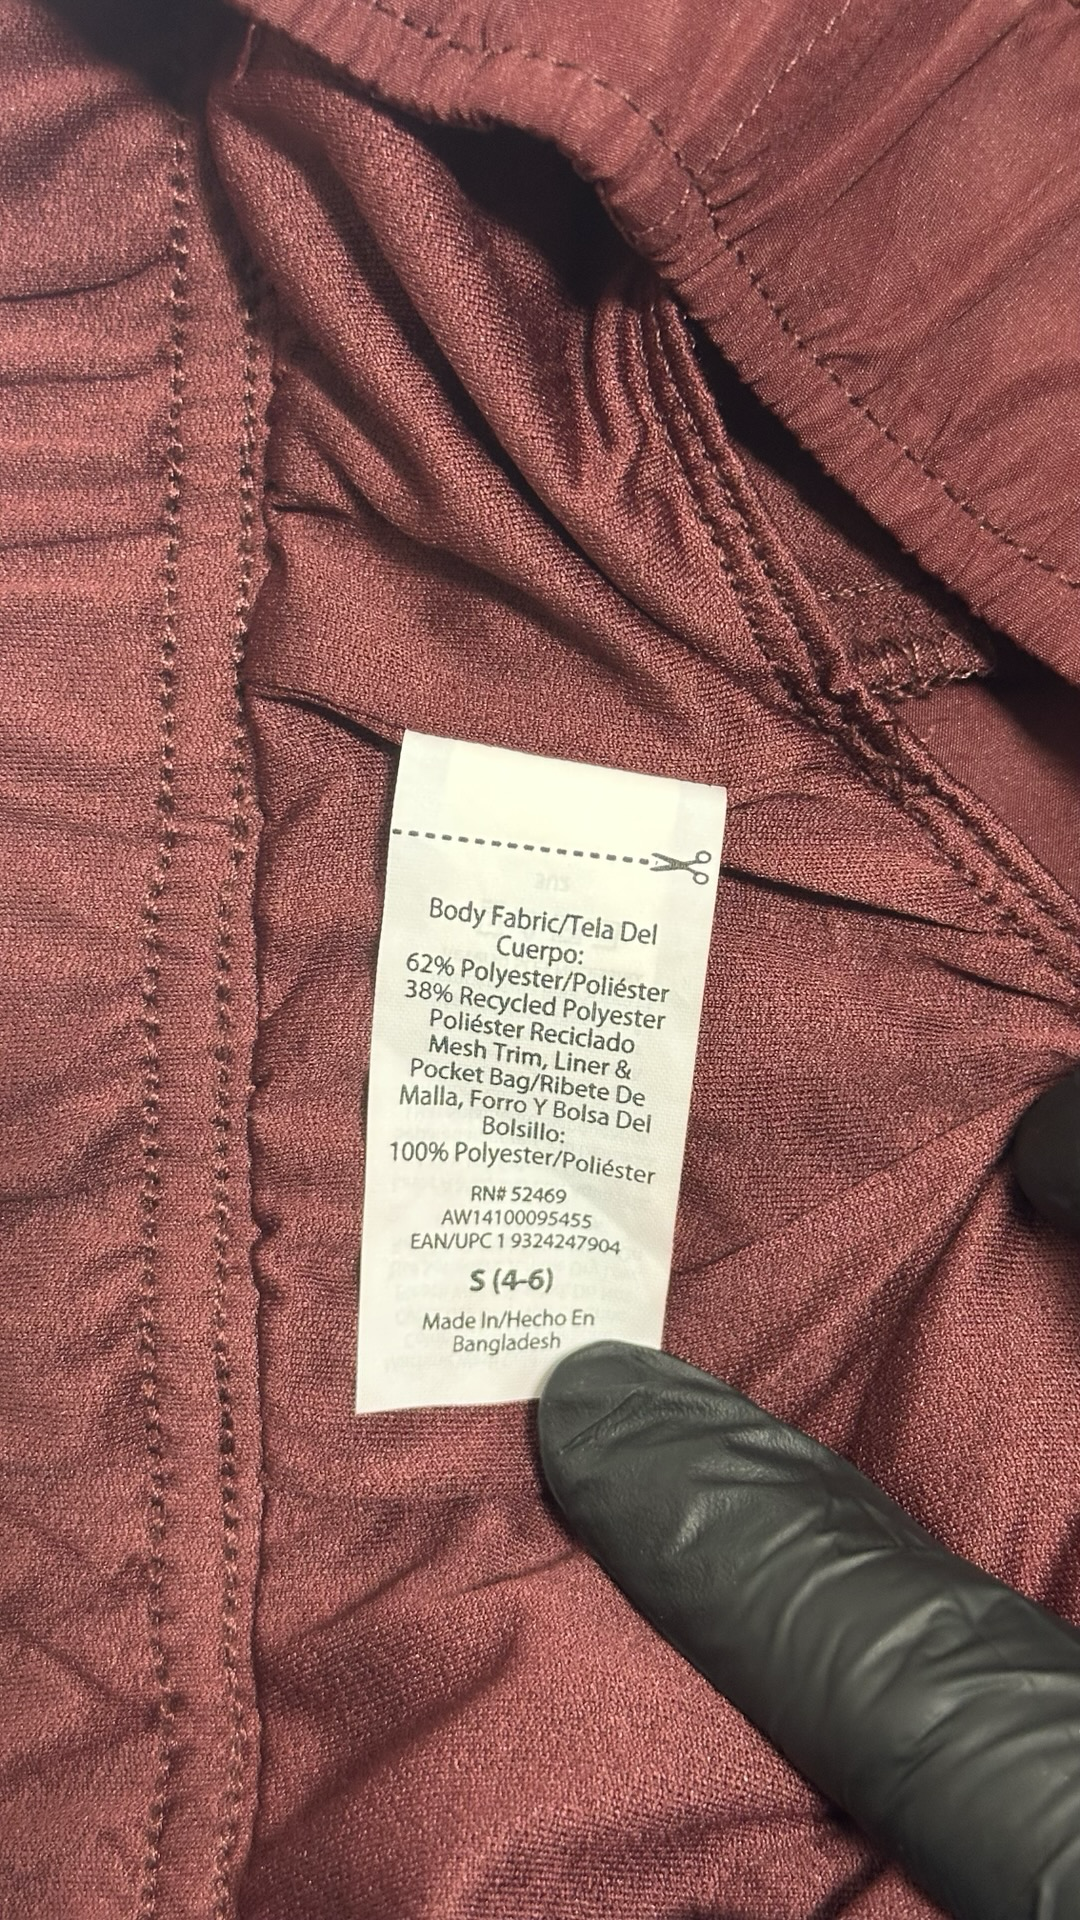 Body Fabric/Tela Del
Cuerpo:
62% Polyester/Poliéster
38% Recycled Polyester
Poliéster Reciclado
Mesh Trim, Liner &
Pocket Bag/Ribete De
Malla, Forro Y Bolsa Del
Bolsillo:
100% Polyester/Poliéster
RN# 52469
AW14100095455
EAN/UPC 1 9324247904
S (4-6)
Made In/Hecho En
Bangladesh